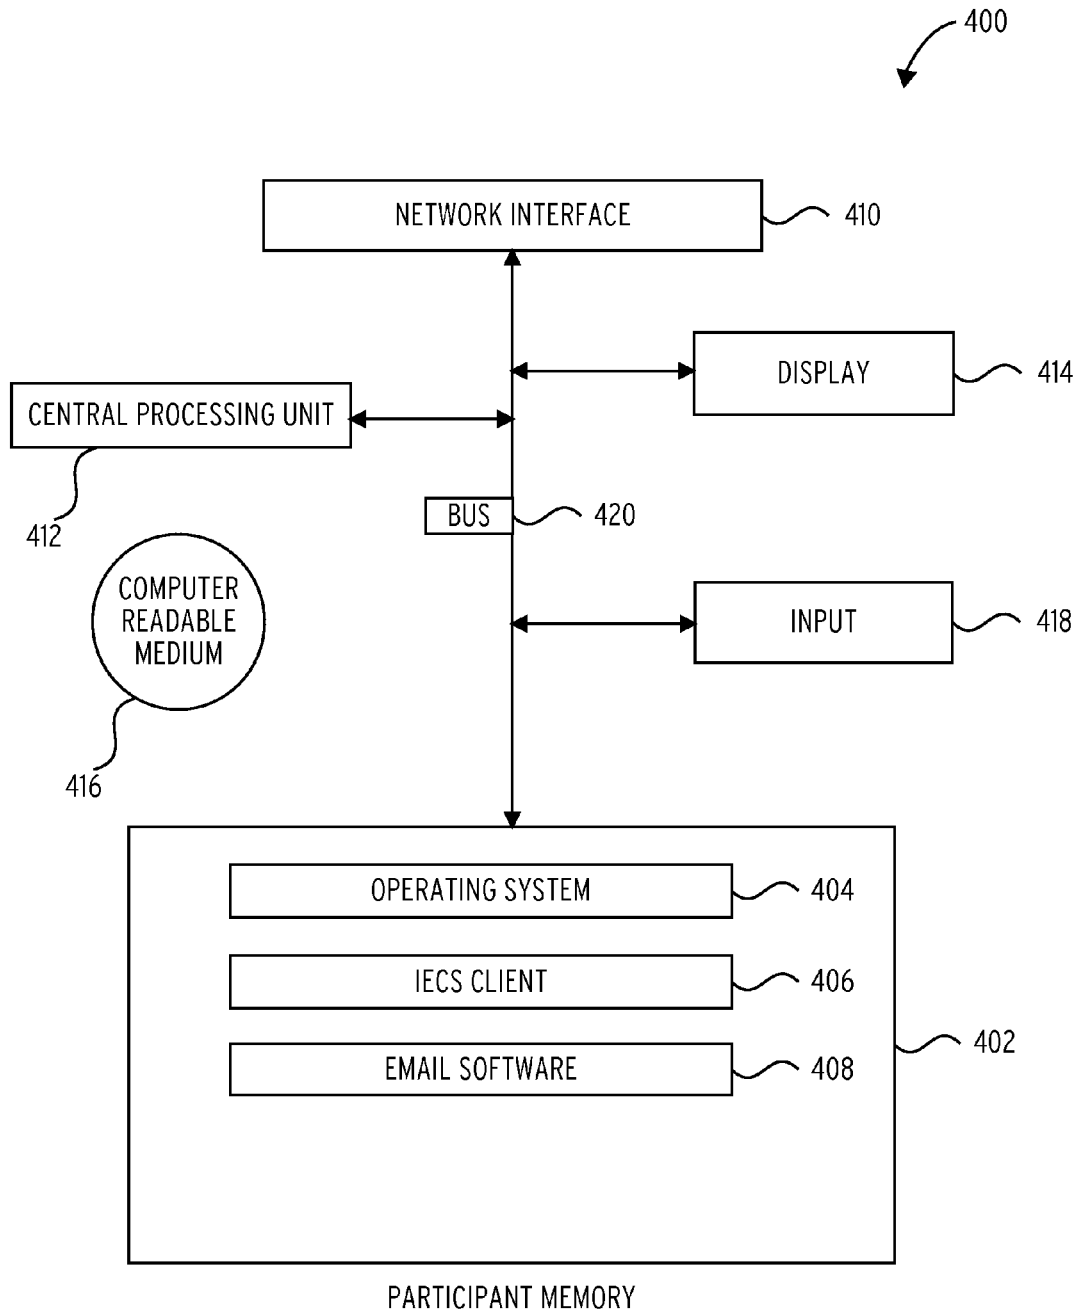 400
NETWORK INTERFACE
410
DISPLAY
414
CENTRAL PROCESSING UNIT
412
BUS
420
COMPUTER
READABLE
MEDIUM
416
INPUT
418
OPERATING SYSTEM
404
IECS CLIENT
406
EMAIL SOFTWARE
408
402
PARTICIPANT MEMORY